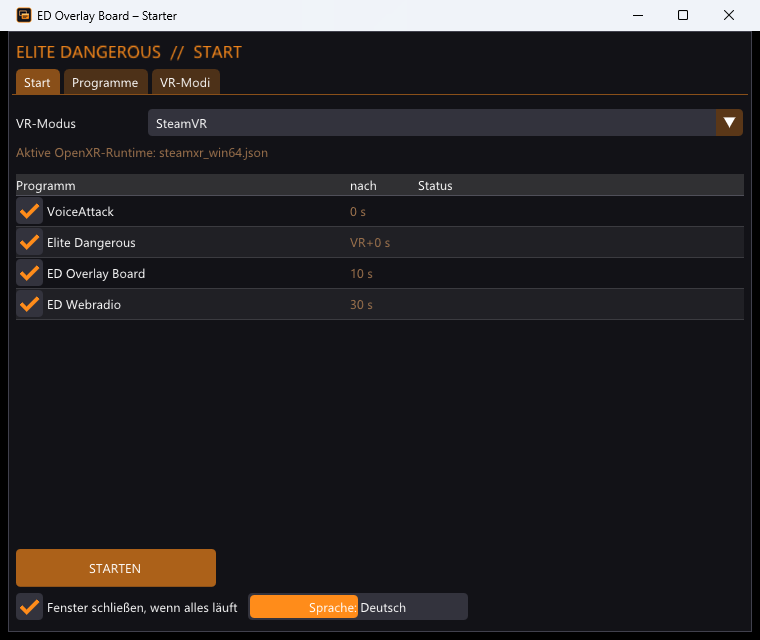 ED Overlay Board – Starter
ELITE DANGEROUS // START
Start Programme VR-Modi
VR-Modus SteamVR
Aktive OpenXR-Runtime: steamxr_win64.json
Programm nach Status
VoiceAttack 0 s
Elite Dangerous VR+0 s
ED Overlay Board 10 s
ED Webradio 30 s
STARTEN
Fenster schließen, wenn alles läuft Sprache: Deutsch